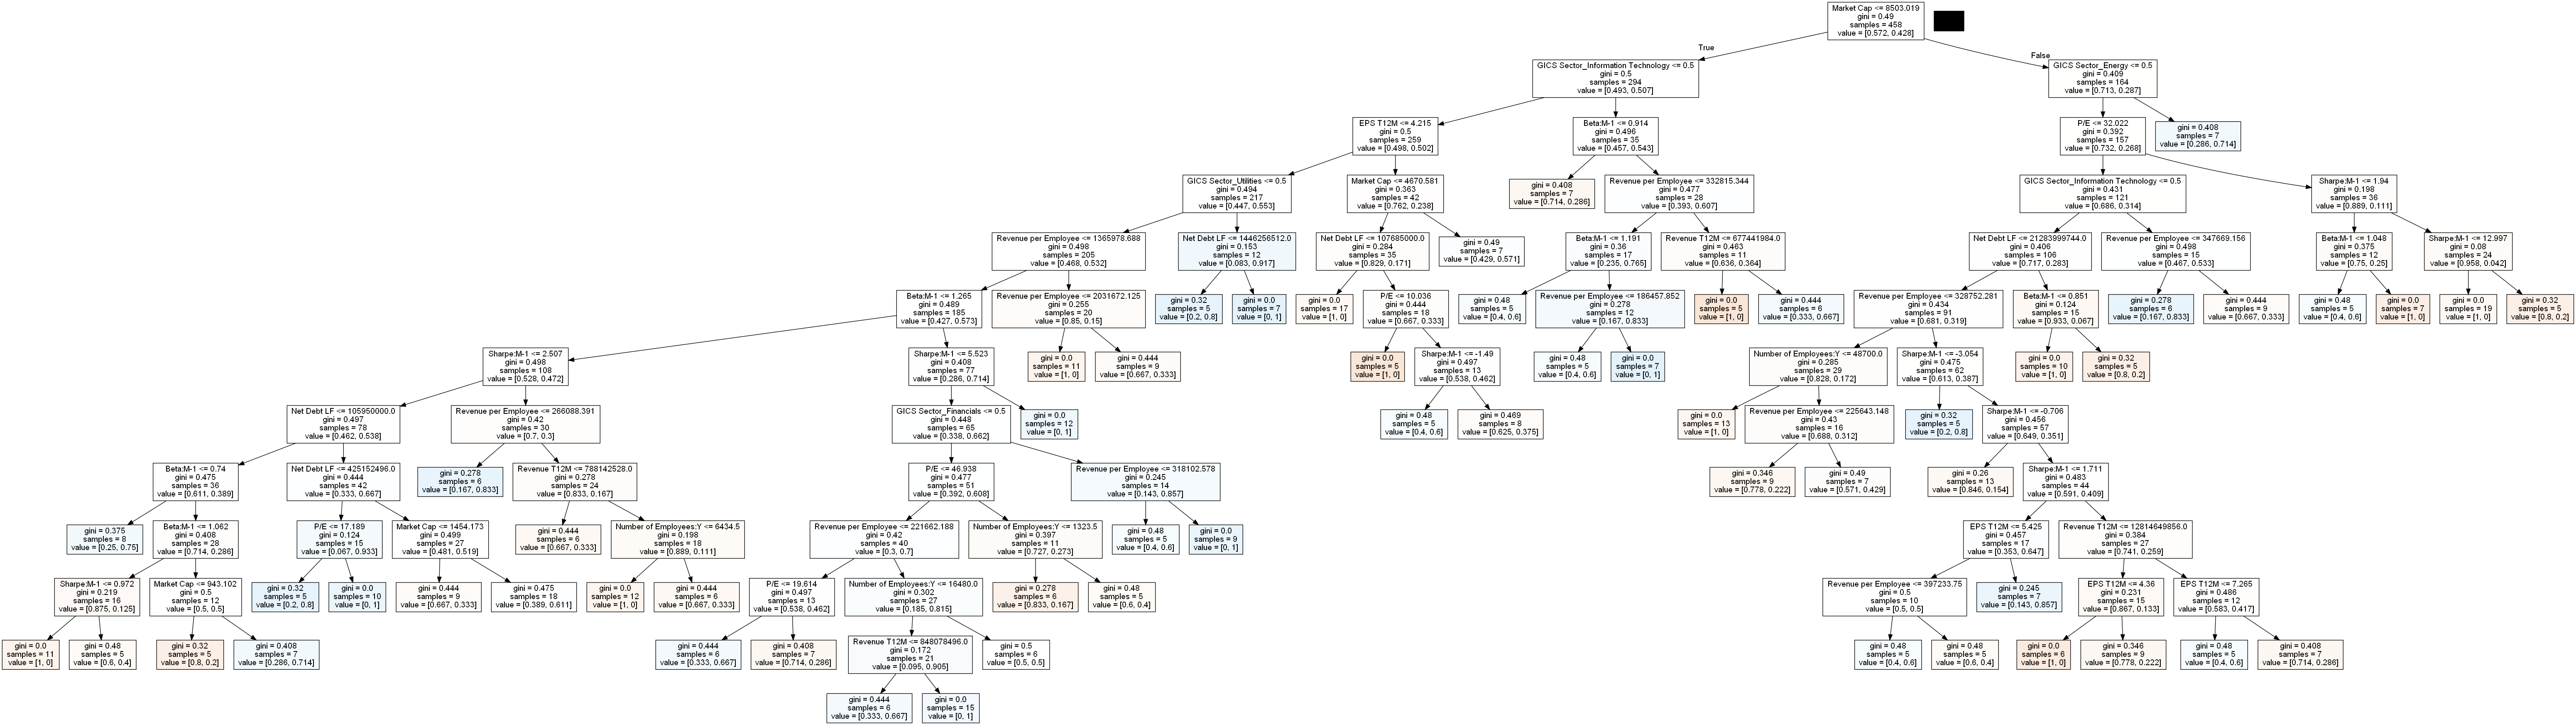 Market Cap <= 8503.019
gini = 0.49
samples = 458
value = [0.572, 0.428]
True
False
GICS Sector_Information Technology <= 0.5
gini = 0.5
samples = 294
value = [0.493, 0.507]
GICS Sector_Energy <= 0.5
gini = 0.409
samples = 164
value = [0.713, 0.287]
EPS T12M <= 4.215
gini = 0.5
samples = 259
value = [0.498, 0.502]
Beta:M-1 <= 0.914
gini = 0.496
samples = 35
value = [0.457, 0.543]
P/E <= 32.022
gini = 0.392
samples = 157
value = [0.732, 0.268]
gini = 0.408
samples = 7
value = [0.286, 0.714]
GICS Sector_Utilities <= 0.5
gini = 0.494
samples = 217
value = [0.447, 0.553]
Market Cap <= 4670.581
gini = 0.363
samples = 42
value = [0.762, 0.238]
gini = 0.408
samples = 7
value = [0.714, 0.286]
Revenue per Employee <= 332815.344
gini = 0.477
samples = 28
value = [0.393, 0.607]
GICS Sector_Information Technology <= 0.5
gini = 0.431
samples = 121
value = [0.686, 0.314]
Sharpe:M-1 <= 1.94
gini = 0.198
samples = 36
value = [0.889, 0.111]
Revenue per Employee <= 1365978.688
gini = 0.498
samples = 205
value = [0.468, 0.532]
Net Debt LF <= 1446256512.0
gini = 0.153
samples = 12
value = [0.083, 0.917]
Net Debt LF <= 107685000.0
gini = 0.284
samples = 35
value = [0.829, 0.171]
gini = 0.49
samples = 7
value = [0.429, 0.571]
Beta:M-1 <= 1.191
gini = 0.36
samples = 17
value = [0.235, 0.765]
Revenue T12M <= 677441984.0
gini = 0.463
samples = 11
value = [0.636, 0.364]
Net Debt LF <= 21283999744.0
gini = 0.406
samples = 106
value = [0.717, 0.283]
Revenue per Employee <= 347669.156
gini = 0.498
samples = 15
value = [0.467, 0.533]
Beta:M-1 <= 1.048
gini = 0.375
samples = 12
value = [0.75, 0.25]
Sharpe:M-1 <= 12.997
gini = 0.08
samples = 24
value = [0.958, 0.042]
Beta:M-1 <= 1.265
gini = 0.489
samples = 185
value = [0.427, 0.573]
Revenue per Employee <= 2031672.125
gini = 0.255
samples = 20
value = [0.85, 0.15]
gini = 0.32
samples = 5
value = [0.2, 0.8]
gini = 0.0
samples = 7
value = [0, 1]
gini = 0.0
samples = 17
value = [1, 0]
P/E <= 10.036
gini = 0.444
samples = 18
value = [0.667, 0.333]
gini = 0.48
samples = 5
value = [0.4, 0.6]
Revenue per Employee <= 186457.852
gini = 0.278
samples = 12
value = [0.167, 0.833]
gini = 0.0
samples = 5
value = [1, 0]
gini = 0.444
samples = 6
value = [0.333, 0.667]
Revenue per Employee <= 328752.281
gini = 0.434
samples = 91
value = [0.681, 0.319]
Beta:M-1 <= 0.851
gini = 0.124
samples = 15
value = [0.933, 0.067]
gini = 0.278
samples = 6
value = [0.167, 0.833]
gini = 0.444
samples = 9
value = [0.667, 0.333]
gini = 0.48
samples = 5
value = [0.4, 0.6]
gini = 0.0
samples = 7
value = [1, 0]
gini = 0.0
samples = 19
value = [1, 0]
gini = 0.32
samples = 5
value = [0.8, 0.2]
Sharpe:M-1 <= 2.507
gini = 0.498
samples = 108
value = [0.528, 0.472]
Sharpe:M-1 <= 5.523
gini = 0.408
samples = 77
value = [0.286, 0.714]
gini = 0.0
samples = 11
value = [1, 0]
gini = 0.444
samples = 9
value = [0.667, 0.333]
gini = 0.0
samples = 5
value = [1, 0]
Sharpe:M-1 <= -1.49
gini = 0.497
samples = 13
value = [0.538, 0.462]
gini = 0.48
samples = 5
value = [0.4, 0.6]
gini = 0.0
samples = 7
value = [0, 1]
Number of Employees:Y <= 48700.0
gini = 0.285
samples = 29
value = [0.828, 0.172]
Sharpe:M-1 <= -3.054
gini = 0.475
samples = 62
value = [0.613, 0.387]
gini = 0.0
samples = 10
value = [1, 0]
gini = 0.32
samples = 5
value = [0.8, 0.2]
Net Debt LF <= 105950000.0
gini = 0.497
samples = 78
value = [0.462, 0.538]
Revenue per Employee <= 266088.391
gini = 0.42
samples = 30
value = [0.7, 0.3]
GICS Sector_Financials <= 0.5
gini = 0.448
samples = 65
value = [0.338, 0.662]
gini = 0.0
samples = 12
value = [0, 1]
gini = 0.48
samples = 5
value = [0.4, 0.6]
gini = 0.469
samples = 8
value = [0.625, 0.375]
gini = 0.0
samples = 13
value = [1, 0]
Revenue per Employee <= 225643.148
gini = 0.43
samples = 16
value = [0.688, 0.312]
gini = 0.32
samples = 5
value = [0.2, 0.8]
Sharpe:M-1 <= -0.706
gini = 0.456
samples = 57
value = [0.649, 0.351]
Beta:M-1 <= 0.74
gini = 0.475
samples = 36
value = [0.611, 0.389]
Net Debt LF <= 425152496.0
gini = 0.444
samples = 42
value = [0.333, 0.667]
gini = 0.278
samples = 6
value = [0.167, 0.833]
Revenue T12M <= 788142528.0
gini = 0.278
samples = 24
value = [0.833, 0.167]
P/E <= 46.938
gini = 0.477
samples = 51
value = [0.392, 0.608]
Revenue per Employee <= 318102.578
gini = 0.245
samples = 14
value = [0.143, 0.857]
gini = 0.346
samples = 9
value = [0.778, 0.222]
gini = 0.49
samples = 7
value = [0.571, 0.429]
gini = 0.26
samples = 13
value = [0.846, 0.154]
Sharpe:M-1 <= 1.711
gini = 0.483
samples = 44
value = [0.591, 0.409]
gini = 0.375
samples = 8
value = [0.25, 0.75]
Beta:M-1 <= 1.062
gini = 0.408
samples = 28
value = [0.714, 0.286]
P/E <= 17.189
gini = 0.124
samples = 15
value = [0.067, 0.933]
Market Cap <= 1454.173
gini = 0.499
samples = 27
value = [0.481, 0.519]
gini = 0.444
samples = 6
value = [0.667, 0.333]
Number of Employees:Y <= 6434.5
gini = 0.198
samples = 18
value = [0.889, 0.111]
Revenue per Employee <= 221662.188
gini = 0.42
samples = 40
value = [0.3, 0.7]
Number of Employees:Y <= 1323.5
gini = 0.397
samples = 11
value = [0.727, 0.273]
gini = 0.48
samples = 5
value = [0.4, 0.6]
gini = 0.0
samples = 9
value = [0, 1]
EPS T12M <= 5.425
gini = 0.457
samples = 17
value = [0.353, 0.647]
Revenue T12M <= 12814649856.0
gini = 0.384
samples = 27
value = [0.741, 0.259]
Sharpe:M-1 <= 0.972
gini = 0.219
samples = 16
value = [0.875, 0.125]
Market Cap <= 943.102
gini = 0.5
samples = 12
value = [0.5, 0.5]
gini = 0.32
samples = 5
value = [0.2, 0.8]
gini = 0.0
samples = 10
value = [0, 1]
gini = 0.444
samples = 9
value = [0.667, 0.333]
gini = 0.475
samples = 18
value = [0.389, 0.611]
gini = 0.0
samples = 12
value = [1, 0]
gini = 0.444
samples = 6
value = [0.667, 0.333]
P/E <= 19.614
gini = 0.497
samples = 13
value = [0.538, 0.462]
Number of Employees:Y <= 16480.0
gini = 0.302
samples = 27
value = [0.185, 0.815]
gini = 0.278
samples = 6
value = [0.833, 0.167]
gini = 0.48
samples = 5
value = [0.6, 0.4]
Revenue per Employee <= 397233.75
gini = 0.5
samples = 10
value = [0.5, 0.5]
gini = 0.245
samples = 7
value = [0.143, 0.857]
EPS T12M <= 4.36
gini = 0.231
samples = 15
value = [0.867, 0.133]
EPS T12M <= 7.265
gini = 0.486
samples = 12
value = [0.583, 0.417]
gini = 0.0
samples = 11
value = [1, 0]
gini = 0.48
samples = 5
value = [0.6, 0.4]
gini = 0.32
samples = 5
value = [0.8, 0.2]
gini = 0.408
samples = 7
value = [0.286, 0.714]
gini = 0.444
samples = 6
value = [0.333, 0.667]
gini = 0.408
samples = 7
value = [0.714, 0.286]
Revenue T12M <= 848078496.0
gini = 0.172
samples = 21
value = [0.095, 0.905]
gini = 0.5
samples = 6
value = [0.5, 0.5]
gini = 0.48
samples = 5
value = [0.4, 0.6]
gini = 0.48
samples = 5
value = [0.6, 0.4]
gini = 0.0
samples = 6
value = [1, 0]
gini = 0.346
samples = 9
value = [0.778, 0.222]
gini = 0.48
samples = 5
value = [0.4, 0.6]
gini = 0.408
samples = 7
value = [0.714, 0.286]
gini = 0.444
samples = 6
value = [0.333, 0.667]
gini = 0.0
samples = 15
value = [0, 1]